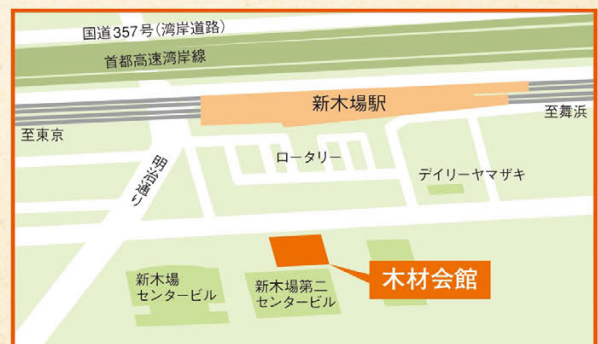 国道357号(湾岸道路)
首都高速湾岸線
新木場駅
至東京
至舞浜
ロータリー
明治通り
デイリーヤマザキ
新木場
センタービル
新木場第二
センタービル
木材会館